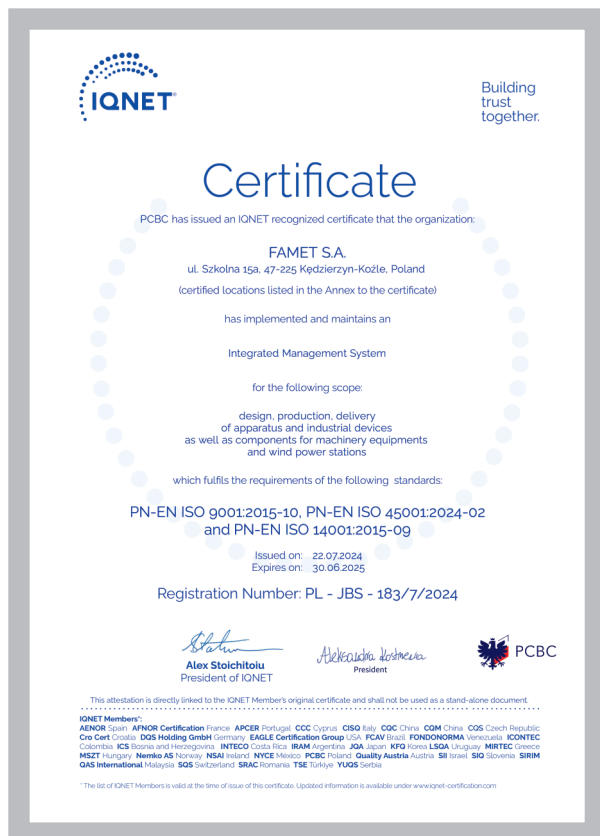 IQNET®
Building
trust
together.
Certificate
PCBC has issued an IQNET recognized certificate that the organization:
FAMET S.A.
ul. Szkolna 15a, 47-225 Kędzierzyn-Koźle, Poland
(certified locations listed in the Annex to the certificate)
has implemented and maintains an
Integrated Management System
for the following scope:
design, production, delivery
of apparatus and industrial devices
as well as components for machinery equipments
and wind power stations
which fulfils the requirements of the following standards:
PN-EN ISO 9001:2015-10, PN-EN ISO 45001:2024-02
and PN-EN ISO 14001:2015-09
Issued on: 22.07.2024
Expires on: 30.06.2025
Registration Number: PL - JBS - 183/7/2024
Alex Stoichitoiu
President of IQNET
President
PCBC
This attestation is directly linked to the IQNET Member's original certificate and shall not be used as a stand-alone document.
IQNET Members*:
AENOR Spain AFNOR Certification France APCER Portugal CCC Cyprus CISQ Italy CQC China CQM China CQS Czech Republic
Cro Cert Croatia DQS Holding GmbH Germany EAGLE Certification Group USA FCAV Brazil FONDONORMA Venezuela ICONTEC
Colombia ICS Bosnia and Herzegovina INTECO Costa Rica IRAM Argentina JQA Japan KFQ Korea LSQA Uruguay MIRTEC Greece
MSZT Hungary Nemko AS Norway NSAI Ireland NYCE México PCBC Poland Quality Austria Austria SII Israel SIQ Slovenia SIRIM
QAS International Malaysia SQS Switzerland SRAC Romania TSE Türkiye YUQS Serbia
* The list of IQNET Members is valid at the time of issue of this certificate. Updated information is available under www.iqnet-certification.com